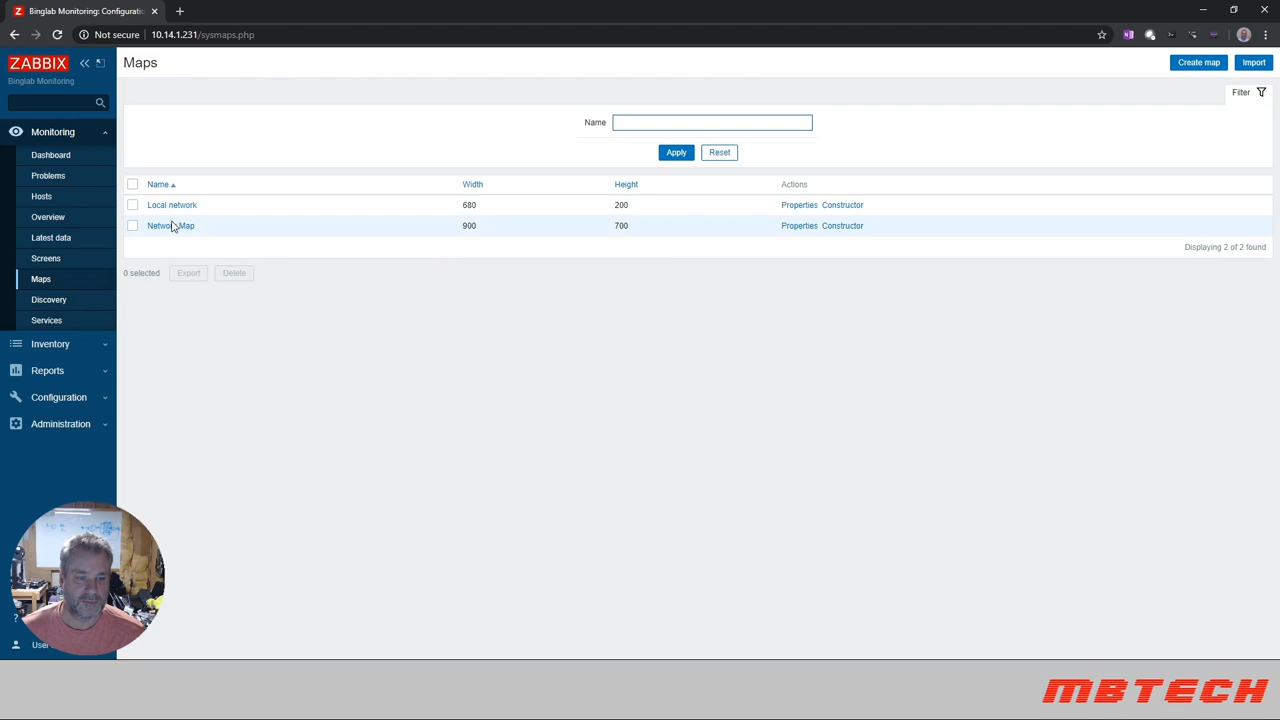 Binglab Monitoring: Configuratio
Not secure 10.14.1.231/sysmaps.php
ZABBIX
Binglab Monitoring
Monitoring
Dashboard
Problems
Hosts
Overview
Latest data
Screens
Maps
Discovery
Services
Inventory
Reports
Configuration
Administration
?
User
Maps
Create map
Import
Filter
Name
Apply
Reset
Name Width Height Actions
Local network 680 200 Properties Constructor
Network Map 900 700 Properties Constructor
Displaying 2 of 2 found
0 selected Export Delete
MBTECH